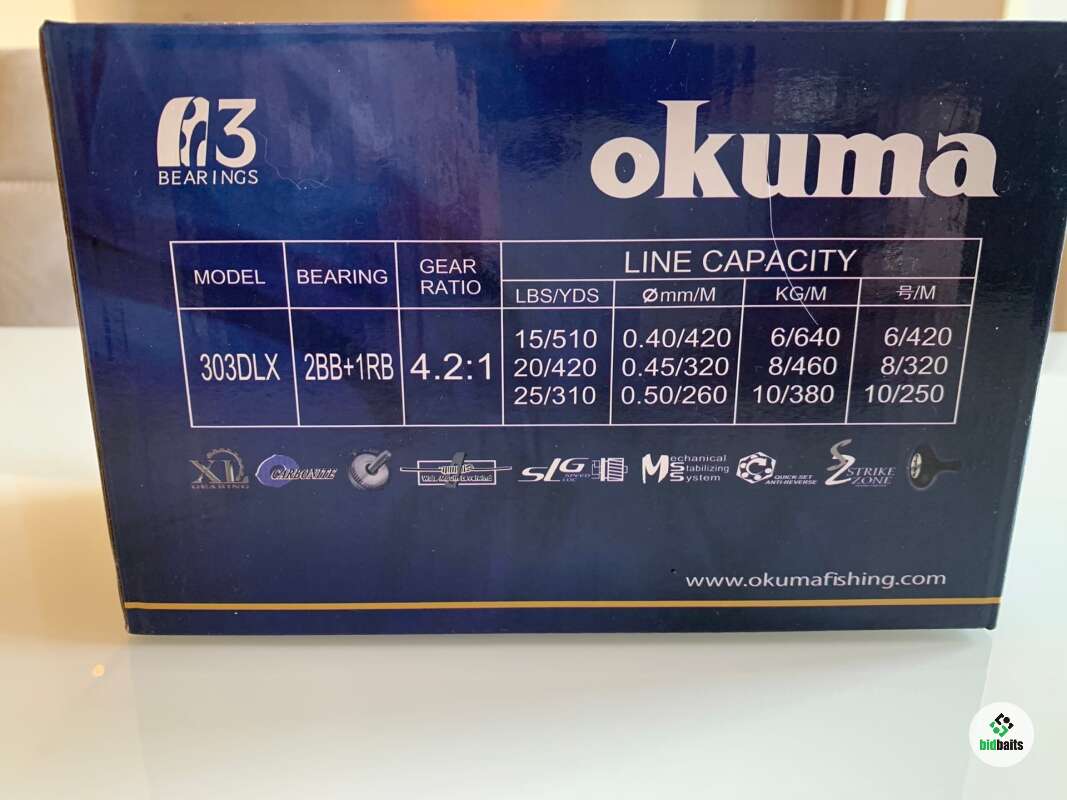 3
BEARINGS
okuma
MODEL
BEARING
GEAR RATIO
LINE CAPACITY
LBS/YDS
Ømm/M
KG/M
号/M
303DLX
2BB+1RB
4.2:1
15/510 0.40/420 6/640 6/420
20/420 0.45/320 8/460 8/320
25/310 0.50/260 10/380 10/250
XL
GEARING
CARBONITE
SLG
Mechanical
Stabilizing
System
QUICK SET
ANTI-REVERSE
STRIKE
ZONE
www.okumafishing.com
bidbaits